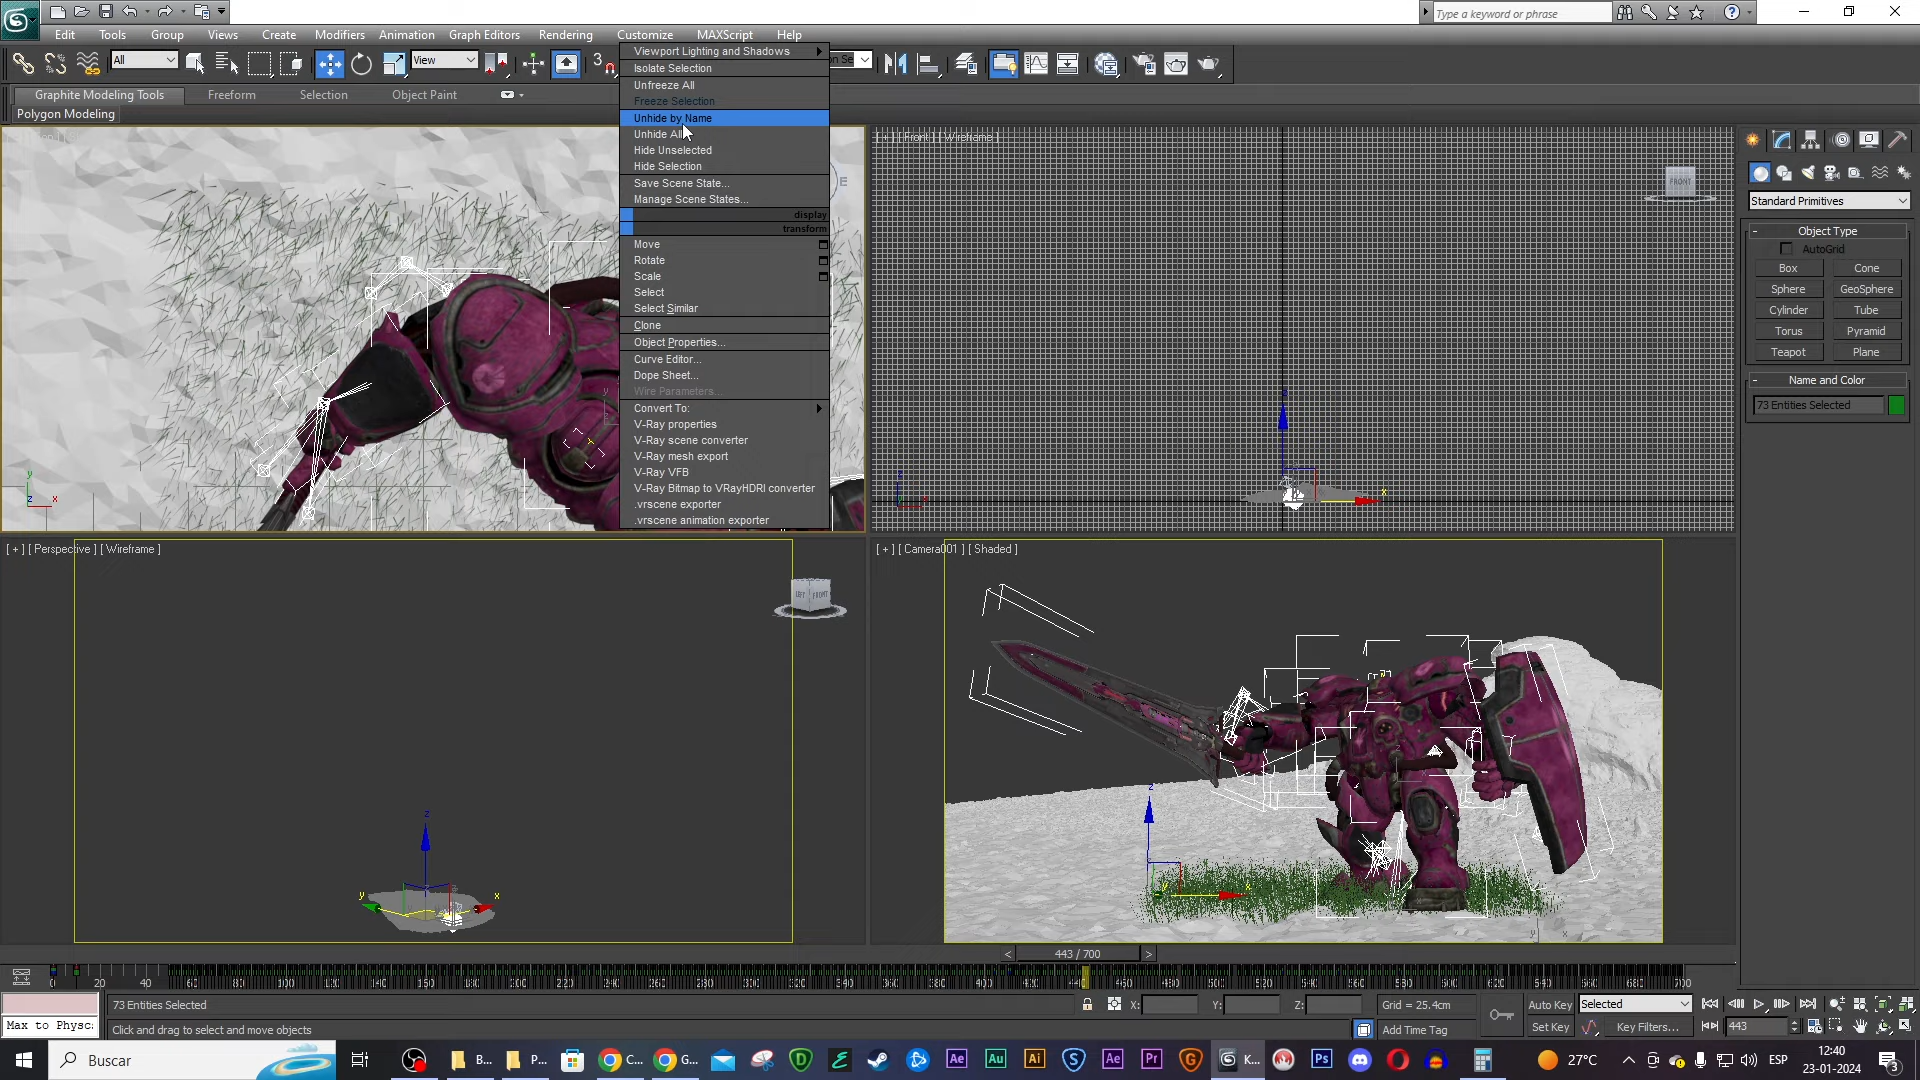 Type a keyword or phrase
Edit Tools Group Views Create Modifiers Animation Graph Editors Rendering Customize MAXScript Help
All
View
3
Graphite Modeling Tools Freeform Selection Object Paint
Polygon Modeling
Viewport Lighting and Shadows
Isolate Selection
Unfreeze All
Freeze Selection
Unhide by Name
Unhide All
Hide Unselected
Hide Selection
Save Scene State...
Manage Scene States...
display
transform
Move
Rotate
Scale
Select
Select Similar
Clone
Object Properties...
Curve Editor...
Dope Sheet...
Wire Parameters...
Convert To:
V-Ray properties
V-Ray scene converter
V-Ray mesh export
V-Ray VFB
V-Ray Bitmap to VRayHDRI converter
.vrscene exporter
.vrscene animation exporter
[ + ] [ Front ] [ Wireframe ]
FRONT
[ + ] [ Perspective ] [ Wireframe ]
LEFT FRONT
[ + ] [ Camera001 ] [ Shaded ]
Standard Primitives
- Object Type
AutoGrid
Box Cone
Sphere GeoSphere
Cylinder Tube
Torus Pyramid
Teapot Plane
- Name and Color
73 Entities Selected
< 443 / 700 >
73 Entities Selected
X: Y: Z: Grid = 25.4cm
Auto Key Selected
Max to Physc:
Click and drag to select and move objects
Add Time Tag
Set Key Key Filters... 443
Buscar
B... P... C... G... K...
27°C
ESP
12:40
23-01-2024
3